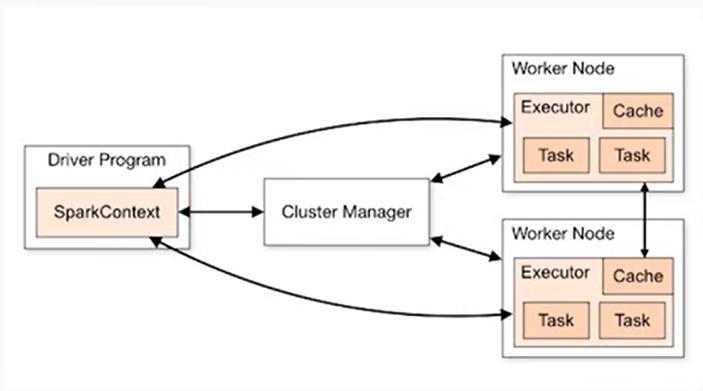 Driver Program
SparkContext
Cluster Manager
Worker Node
Executor
Cache
Task
Task
Worker Node
Executor
Cache
Task
Task